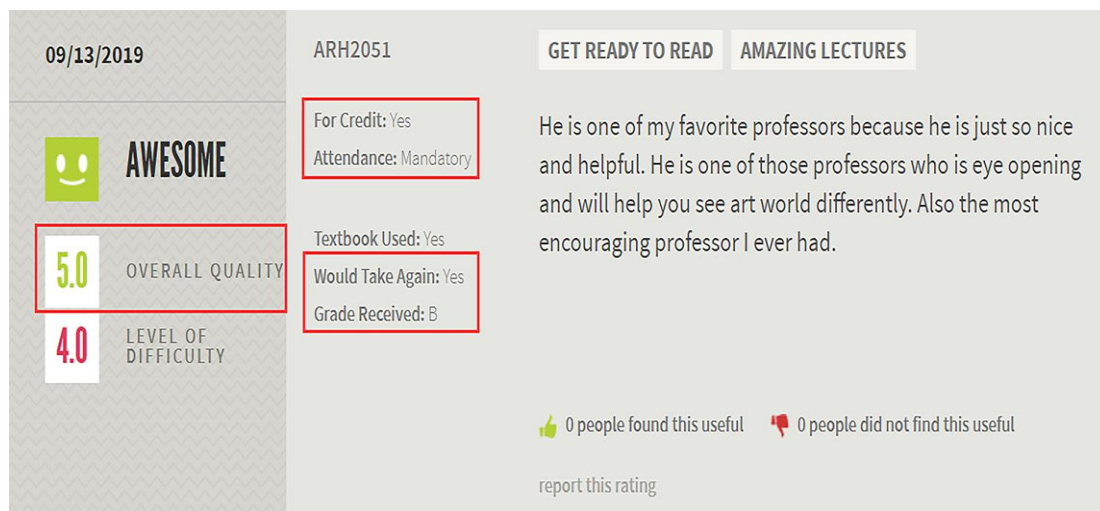 09/13/2019
AWESOME
5.0 OVERALL QUALITY
4.0 LEVEL OF
DIFFICULTY
ARH2051
For Credit: Yes
Attendance: Mandatory
Textbook Used: Yes
Would Take Again: Yes
Grade Received: B
GET READY TO READ AMAZING LECTURES
He is one of my favorite professors because he is just so nice
and helpful. He is one of those professors who is eye opening
and will help you see art world differently. Also the most
encouraging professor I ever had.
0 people found this useful 0 people did not find this useful
report this rating